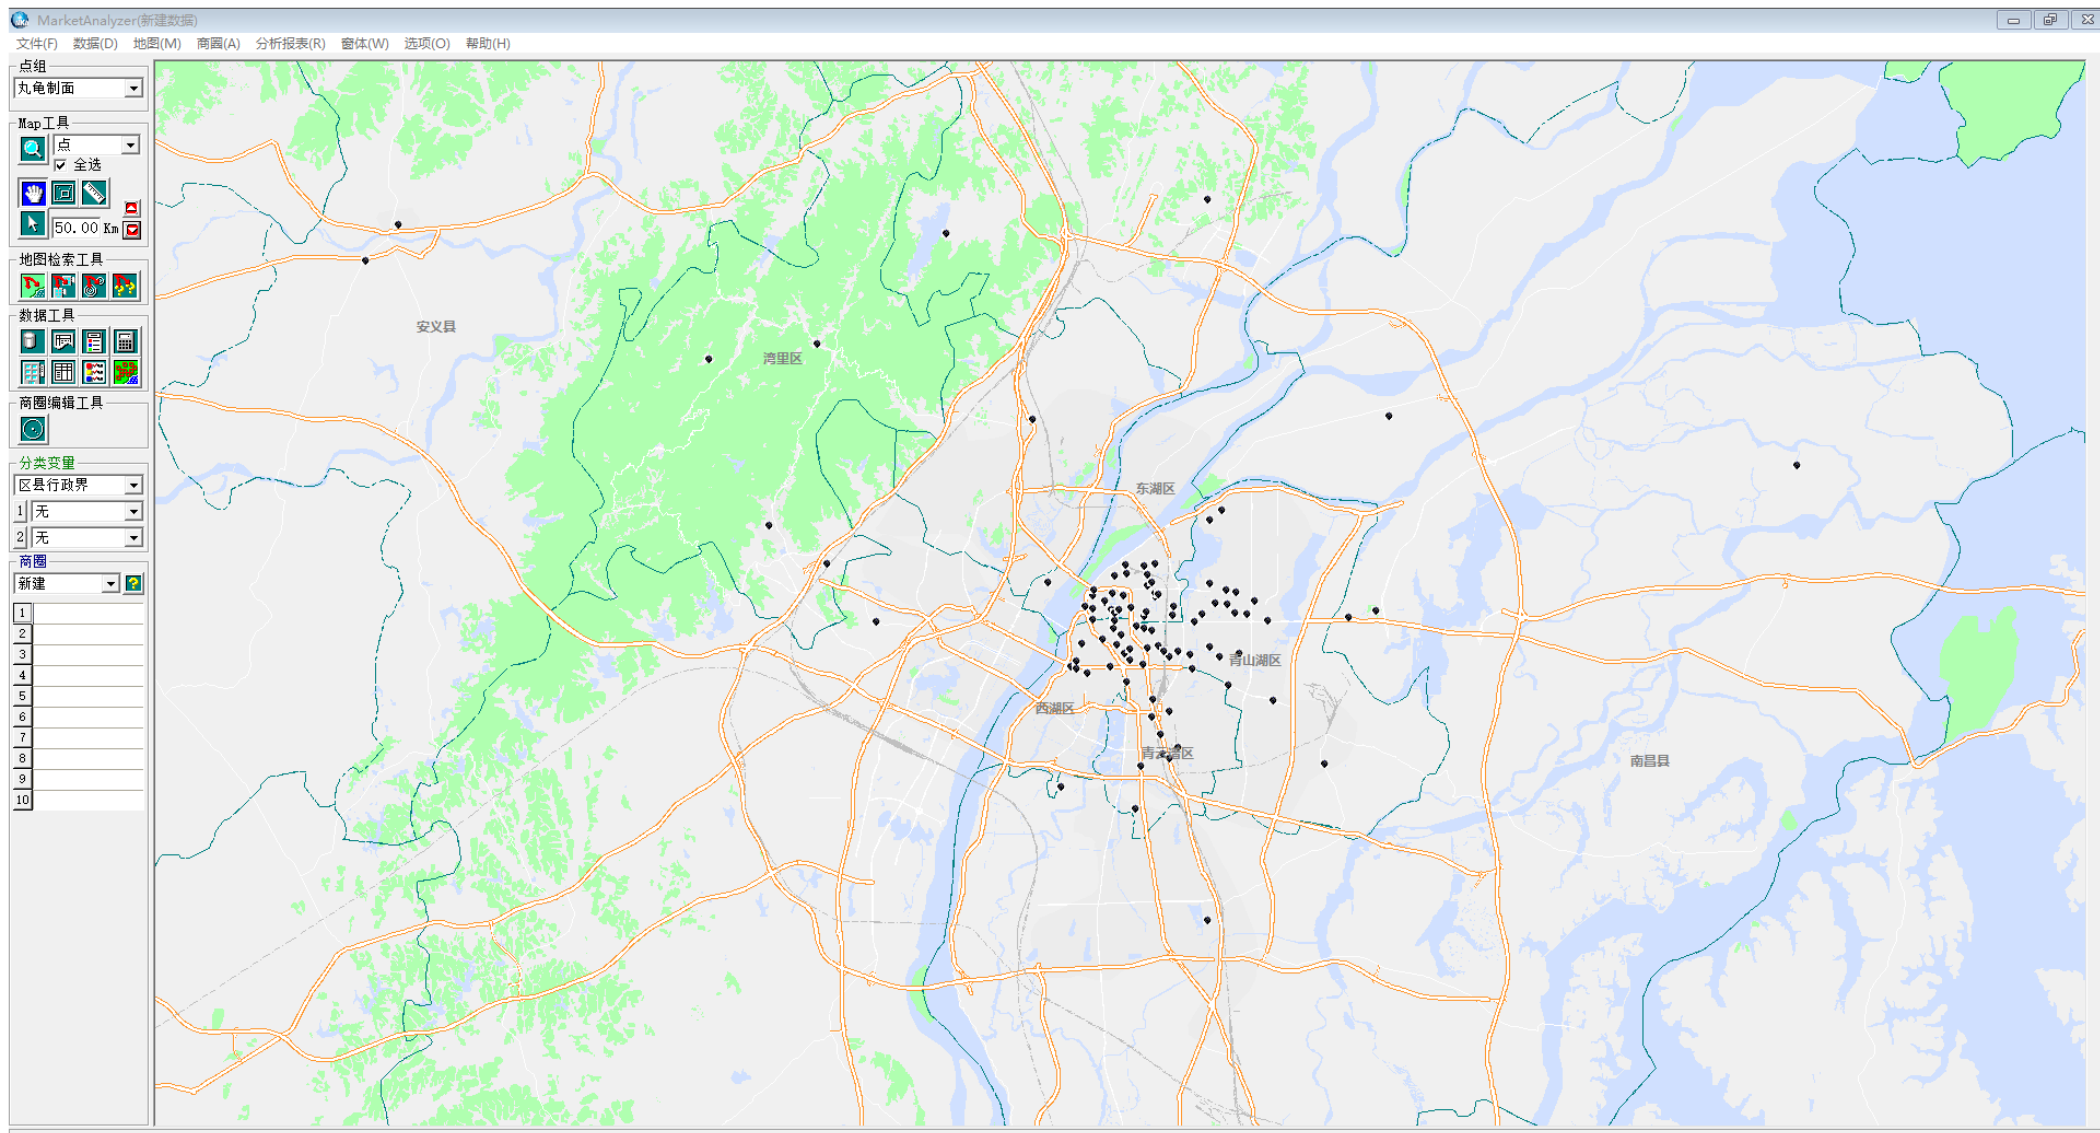 MarketAnalyzer(新建数据)
文件(F) 数据(D) 地图(M) 商圈(A) 分析报表(R) 窗体(W) 选项(O) 帮助(H)
点组
丸龟制面
Map工具
点
全选
50.00 Km
地图检索工具
数据工具
商圈编辑工具
分类变量
区县行政界
1 无
2 无
商圈
新建
1
2
3
4
5
6
7
8
9
10
安义县
湾里区
东湖区
青山湖区
西湖区
青云谱区
南昌县